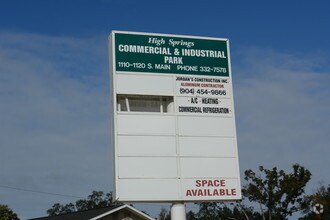 High Springs
COMMERCIAL & INDUSTRIAL
PARK
1110-1120 S. MAIN PHONE 332-7578
JORDAN'S CONSTRUCTION INC.
ALUMINUM CONTRACTOR
(904) 454-9866
· A/C · HEATING ·
· COMMERCIAL REFRIGERATION ·
SPACE
AVAILABLE